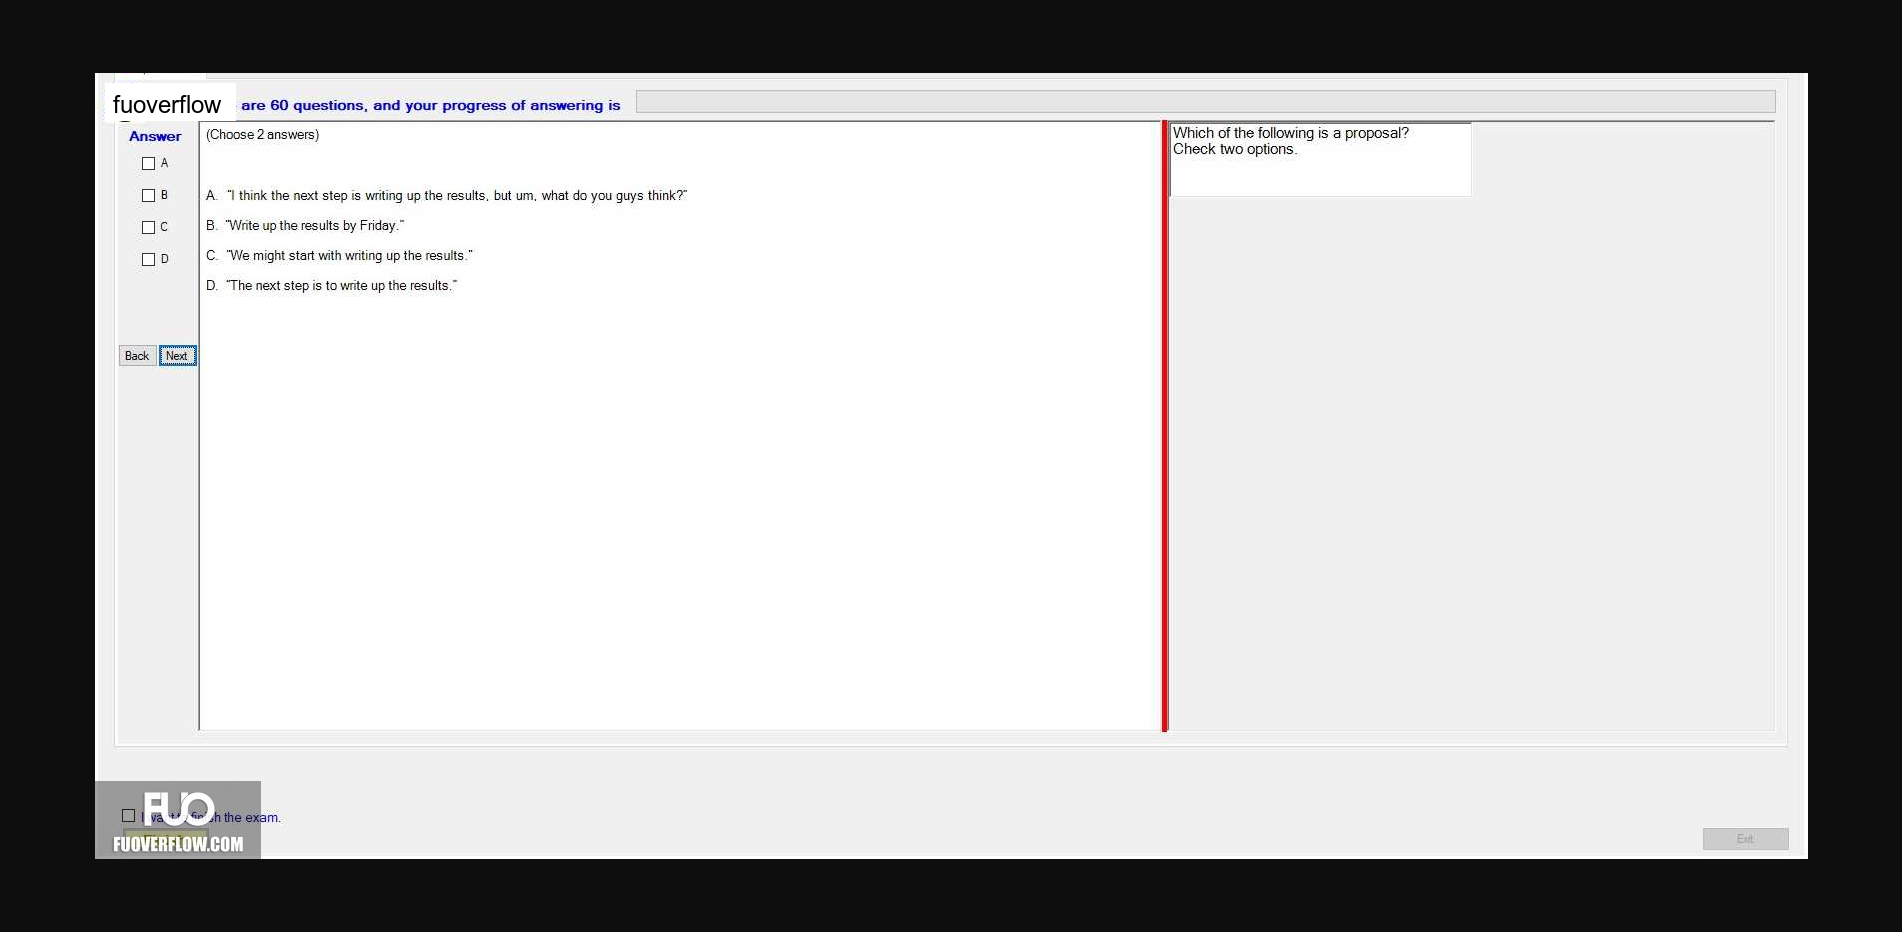 fuoverflow are 60 questions, and your progress of answering is
Answer
(Choose 2 answers)
A
B
C
D
A. "I think the next step is writing up the results, but um, what do you guys think?"
B. "Write up the results by Friday."
C. "We might start with writing up the results."
D. "The next step is to write up the results."
Back Next
Which of the following is a proposal?
Check two options.
FUO
the exam.
FUOVERFLOW.COM
Exit